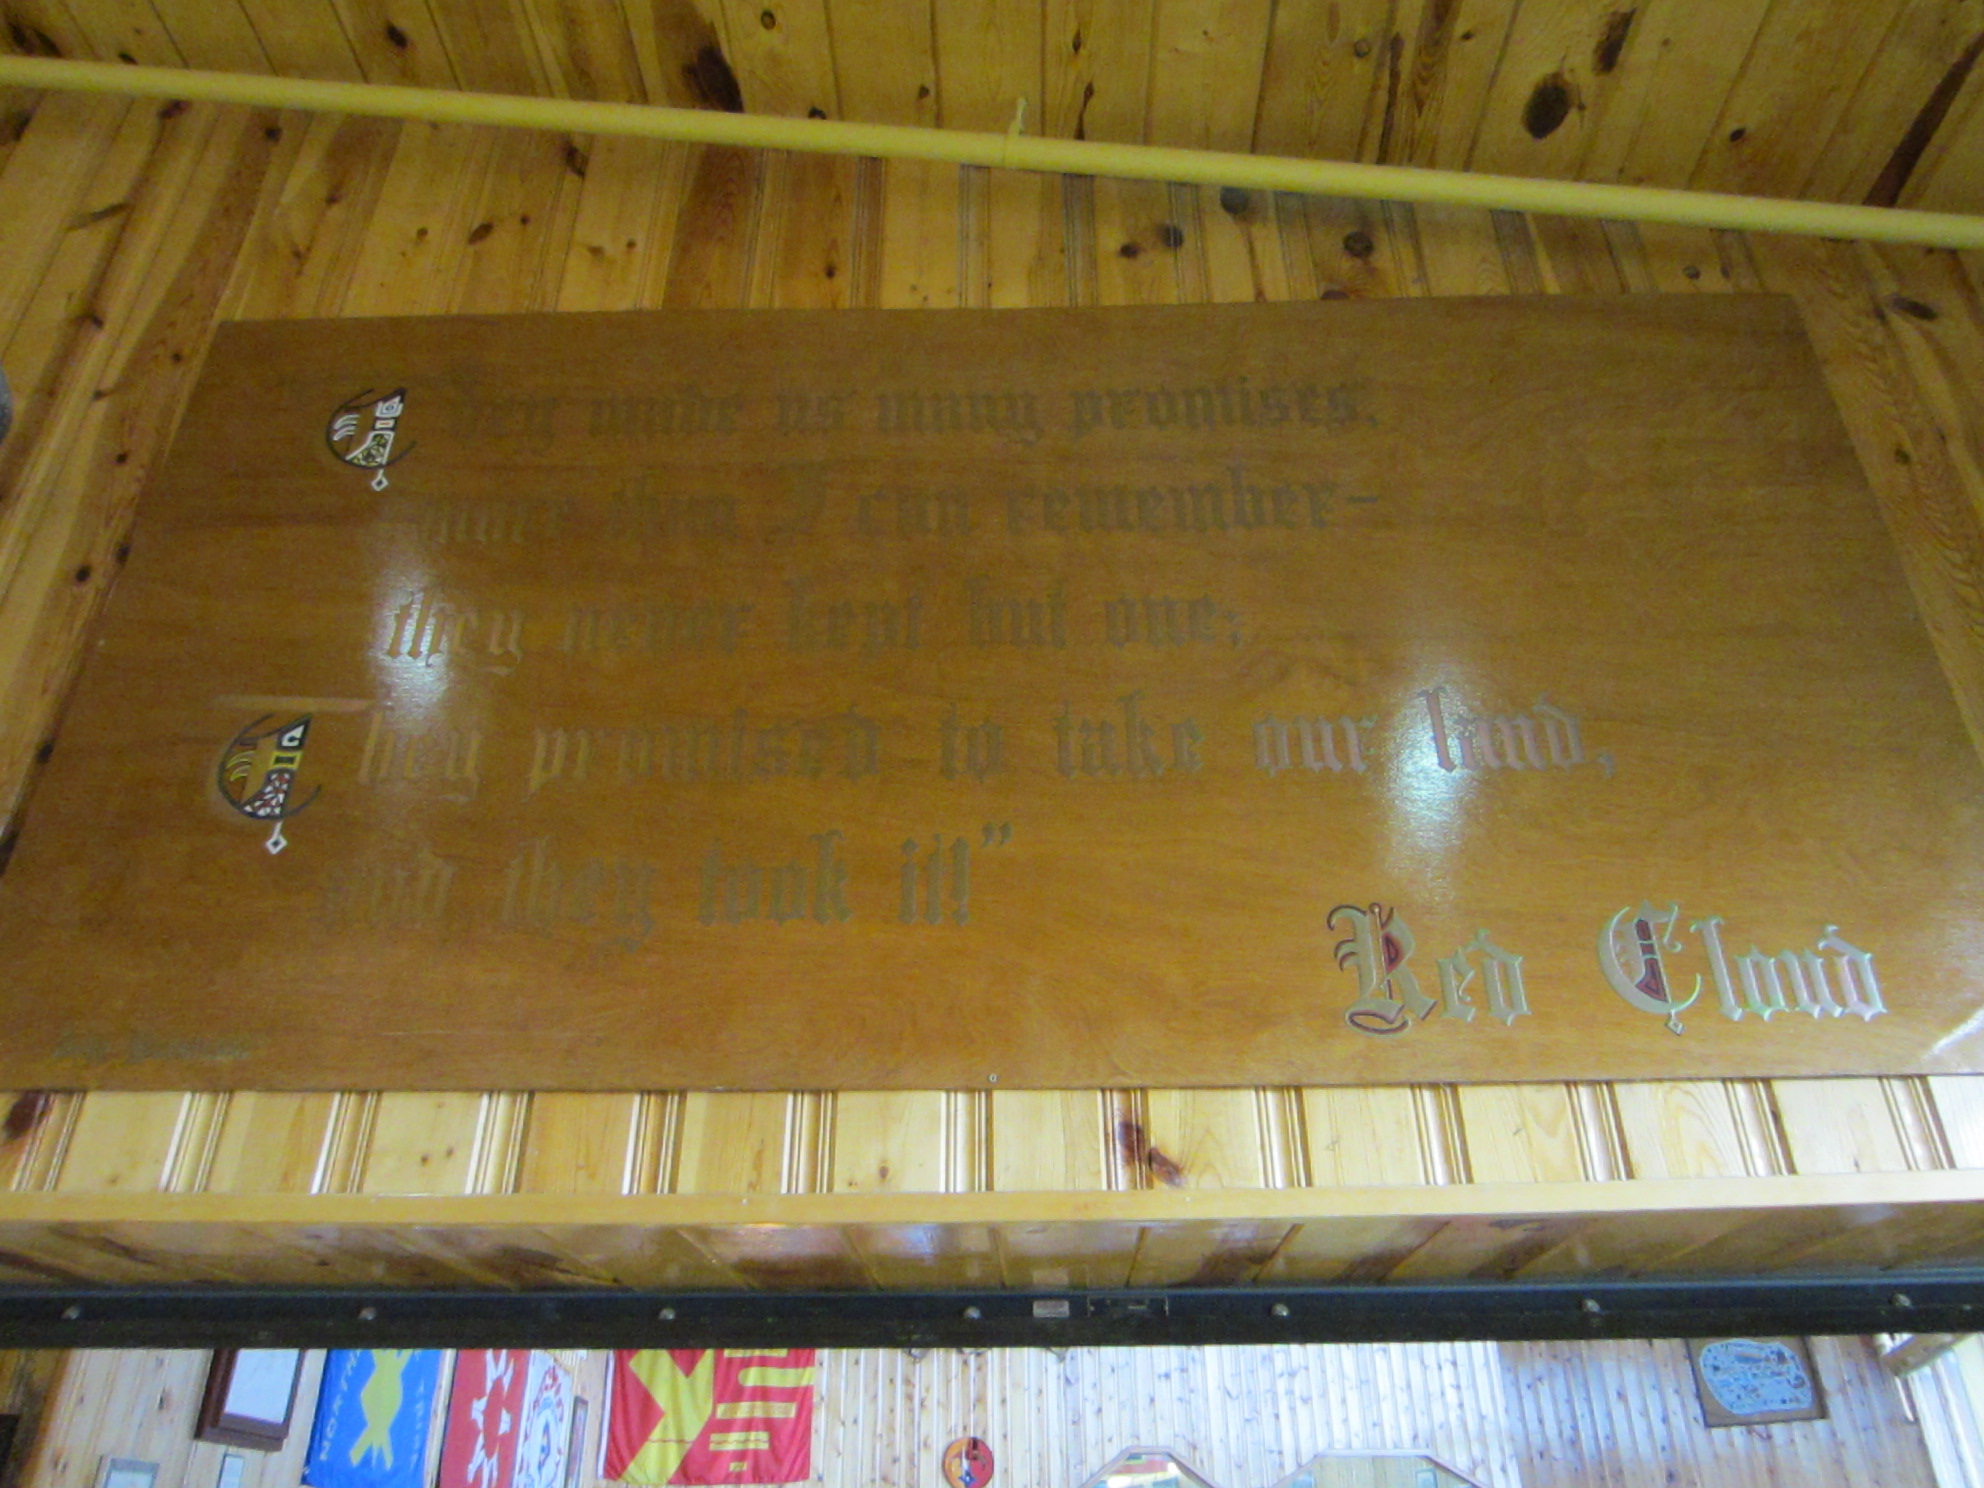 They made us many promises,
more than I can remember-
they never kept but one;
They promised to take our land,
and they took it!"
Red Cloud
NORTH